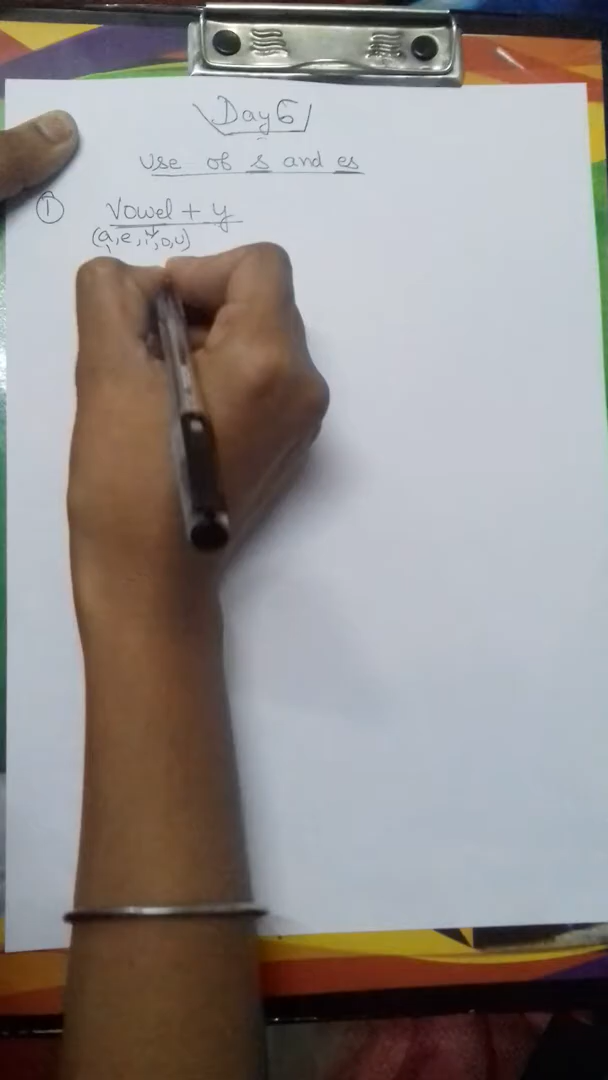 Day 6
Use of s and es
① Vowel + y
(a, e, i, o, u)